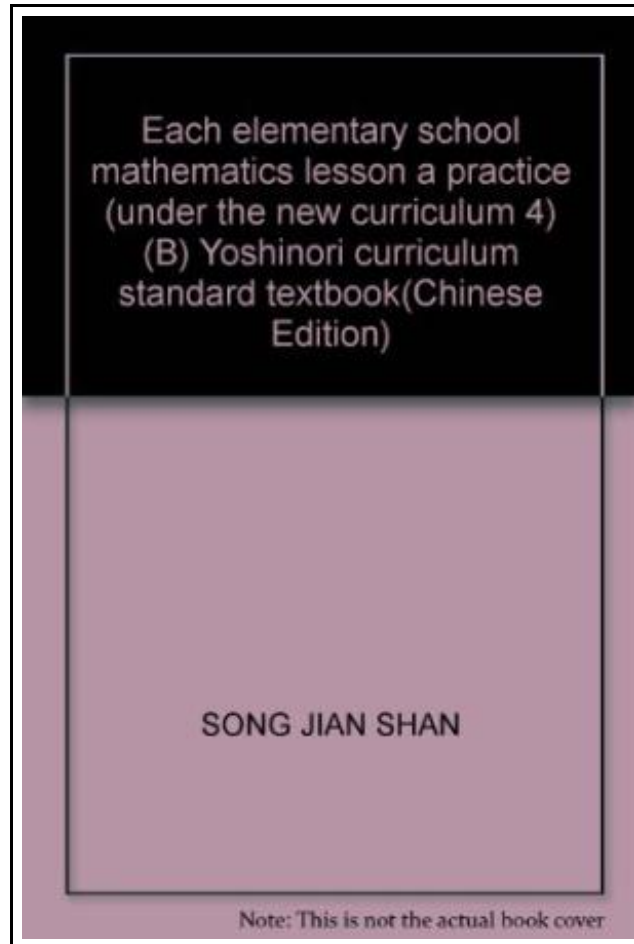 Each elementary school
mathematics lesson a practice
(under the new curriculum 4)
(B) Yoshinori curriculum
standard textbook(Chinese
Edition)
SONG JIAN SHAN
Note: This is not the actual book cover